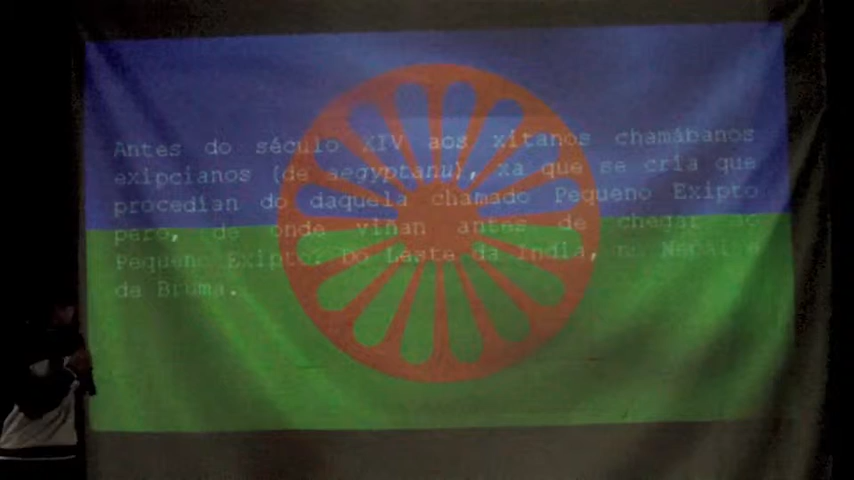 Antes do século XIV aos xitanos chamábanos
exipcianos (de aegyptanu), xa que se cría que
procedían do daquela chamado Pequeno Exipto
pero, de onde viñan antes de chegar ao
Pequeno Exipto? Do Leste da India, na
de Bruma.